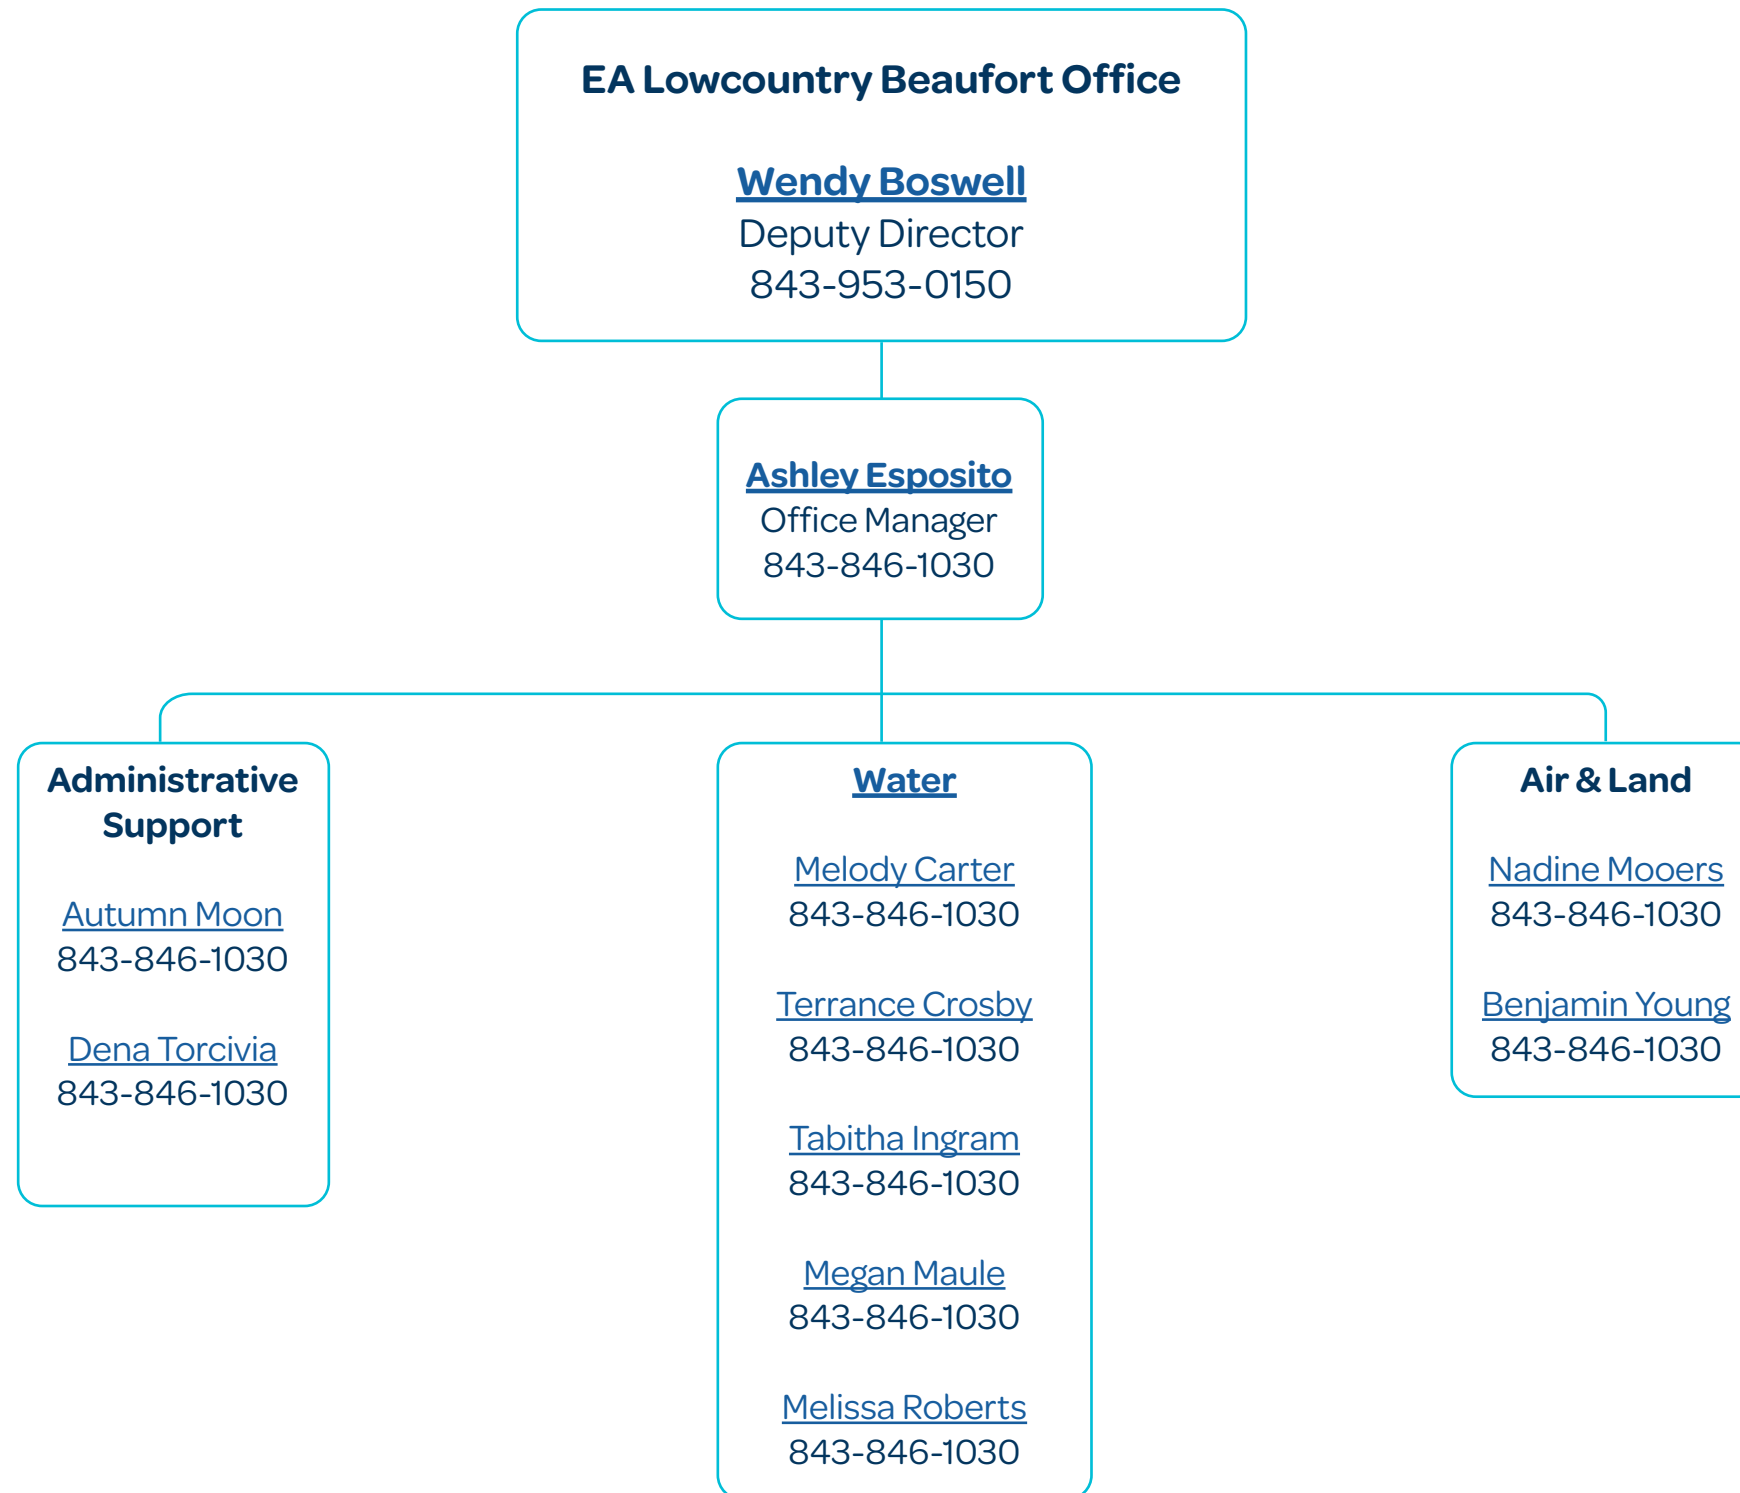 EA Lowcountry Beaufort Office
Wendy Boswell
Deputy Director
843-953-0150
Ashley Esposito
Office Manager
843-846-1030
Administrative
Support
Autumn Moon
843-846-1030
Dena Torcivia
843-846-1030
Water
Melody Carter
843-846-1030
Terrance Crosby
843-846-1030
Tabitha Ingram
843-846-1030
Megan Maule
843-846-1030
Melissa Roberts
843-846-1030
Air & Land
Nadine Mooers
843-846-1030
Benjamin Young
843-846-1030